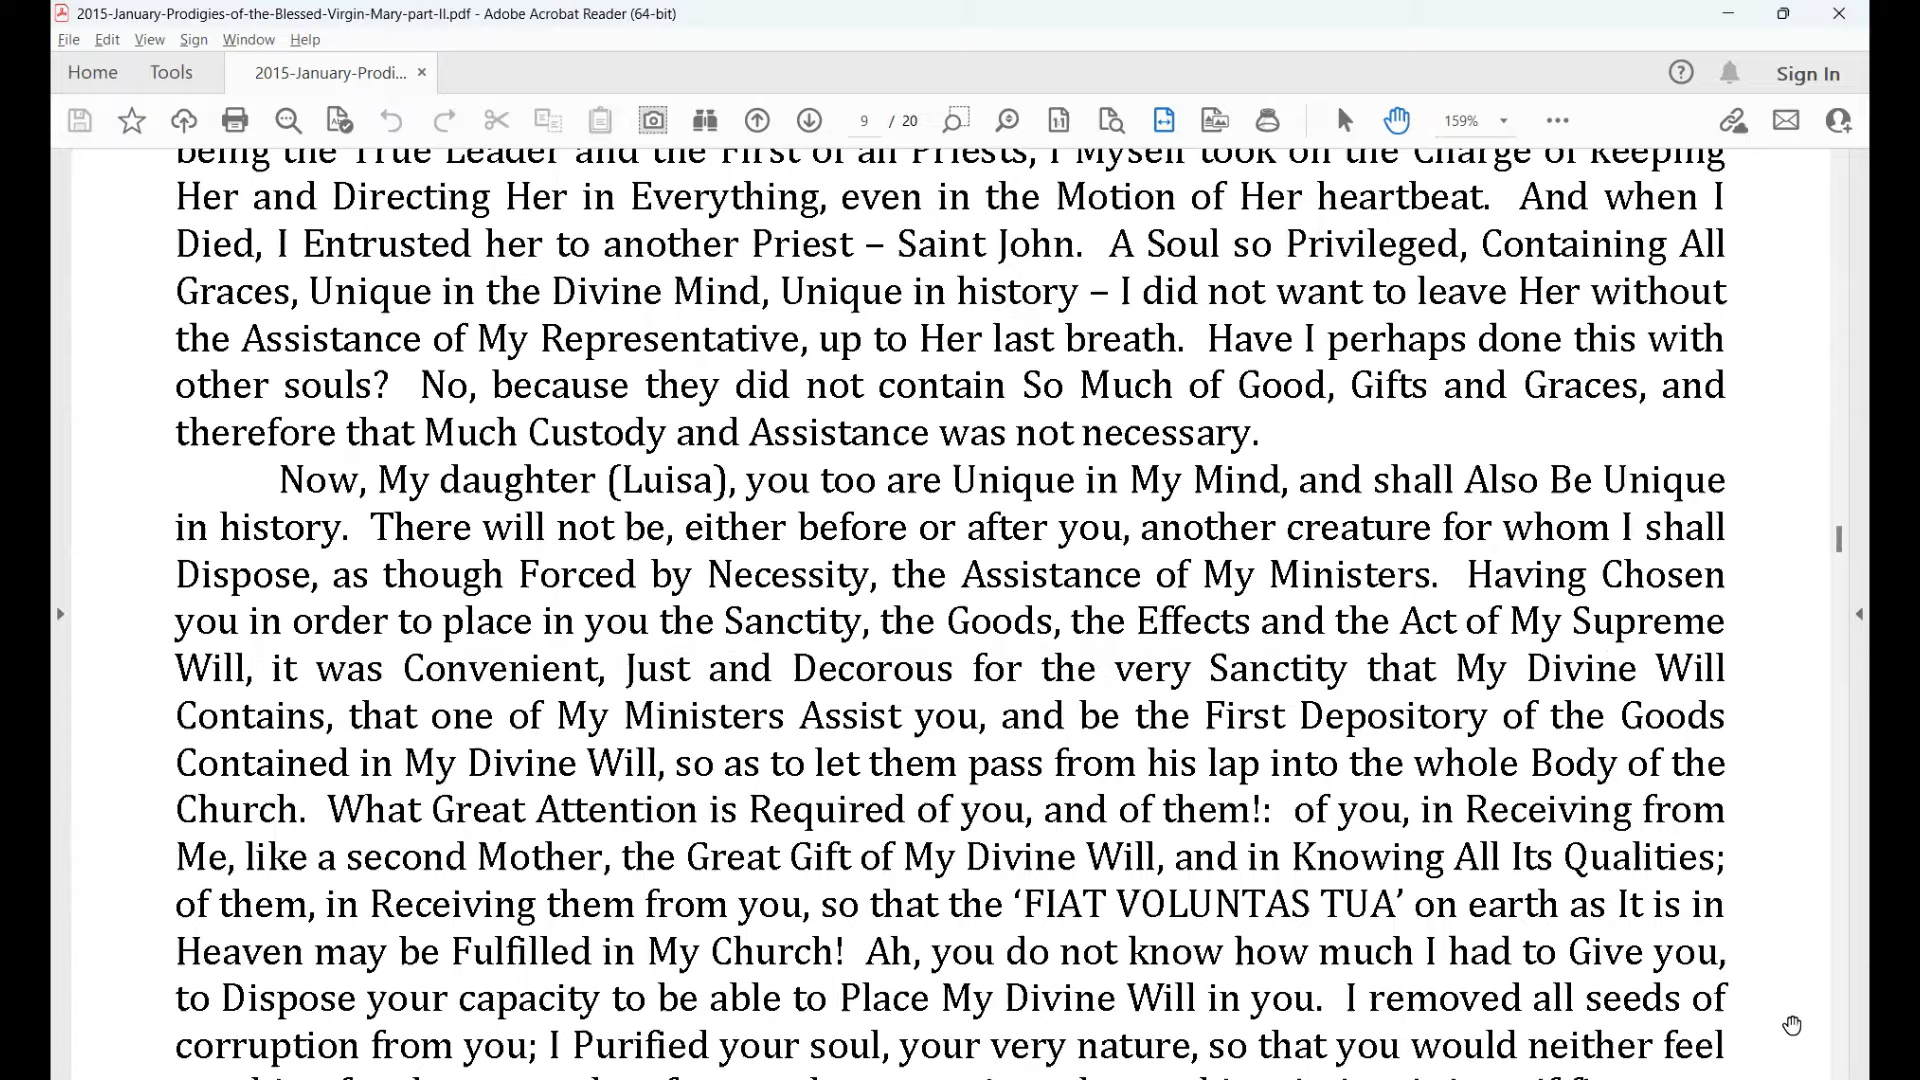 2015-January-Prodigies-of-the-Blessed-Virgin-Mary-part-II.pdf - Adobe Acrobat Reader (64-bit)
File Edit View Sign Window Help
Home Tools 2015-January-Prodi... × Sign In
9 / 20 159%
being the True Leader and the First of all Priests, I Myself took on the Charge of Keeping
Her and Directing Her in Everything, even in the Motion of Her heartbeat. And when I
Died, I Entrusted her to another Priest – Saint John. A Soul so Privileged, Containing All
Graces, Unique in the Divine Mind, Unique in history – I did not want to leave Her without
the Assistance of My Representative, up to Her last breath. Have I perhaps done this with
other souls? No, because they did not contain So Much of Good, Gifts and Graces, and
therefore that Much Custody and Assistance was not necessary.
Now, My daughter (Luisa), you too are Unique in My Mind, and shall Also Be Unique
in history. There will not be, either before or after you, another creature for whom I shall
Dispose, as though Forced by Necessity, the Assistance of My Ministers. Having Chosen
you in order to place in you the Sanctity, the Goods, the Effects and the Act of My Supreme
Will, it was Convenient, Just and Decorous for the very Sanctity that My Divine Will
Contains, that one of My Ministers Assist you, and be the First Depository of the Goods
Contained in My Divine Will, so as to let them pass from his lap into the whole Body of the
Church. What Great Attention is Required of you, and of them!: of you, in Receiving from
Me, like a second Mother, the Great Gift of My Divine Will, and in Knowing All Its Qualities;
of them, in Receiving them from you, so that the ‘FIAT VOLUNTAS TUA’ on earth as It is in
Heaven may be Fulfilled in My Church! Ah, you do not know how much I had to Give you,
to Dispose your capacity to be able to Place My Divine Will in you. I removed all seeds of
corruption from you; I Purified your soul, your very nature, so that you would neither feel